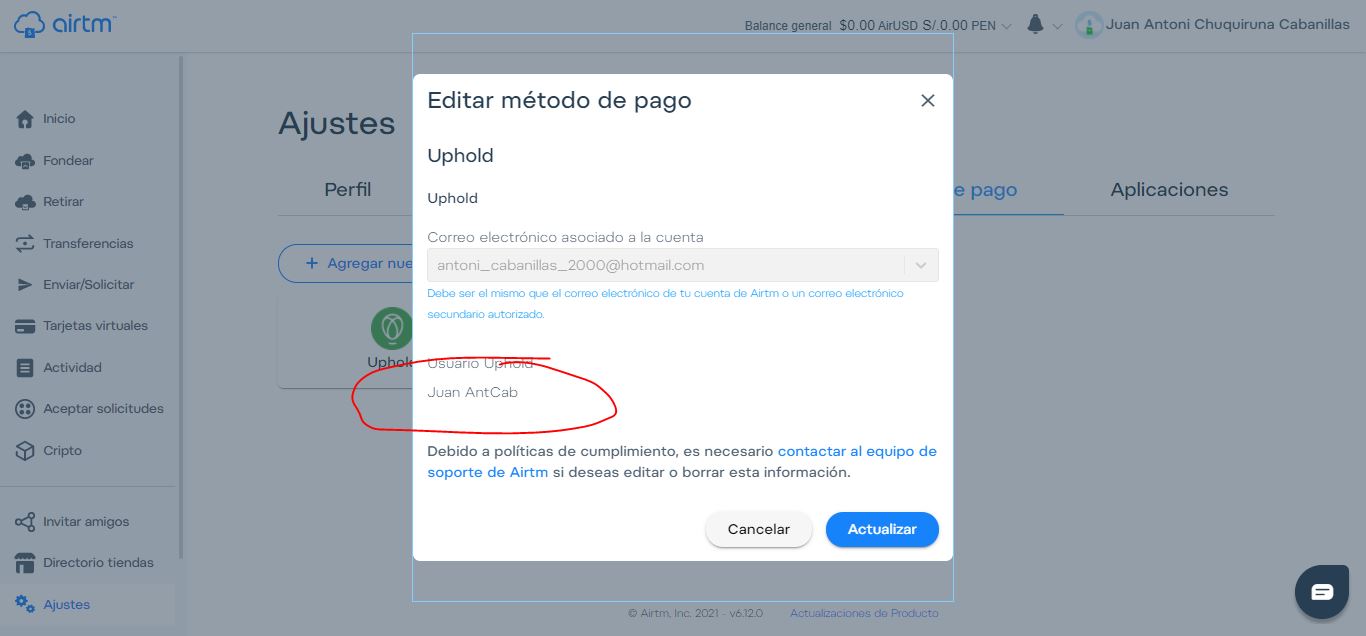 airtm
Balance general $0.00 AirUSD S/.0.00 PEN
Juan Antoni Chuquiruna Cabanillas
Inicio
Fondear
Retirar
Transferencias
Enviar/Solicitar
Tarjetas virtuales
Actividad
Aceptar solicitudes
Cripto
Invitar amigos
Directorio tiendas
Ajustes
Ajustes
Perfil
e pago
Aplicaciones
+ Agregar nue
Uphol
Editar método de pago
Uphold
Uphold
Correo electrónico asociado a la cuenta
antoni_cabanillas_2000@hotmail.com
Debe ser el mismo que el correo electrónico de tu cuenta de Airtm o un correo electrónico
secundario autorizado.
Usuario Uphold
Juan AntCab
Debido a políticas de cumplimiento, es necesario contactar al equipo de
soporte de Airtm si deseas editar o borrar esta información.
Cancelar
Actualizar
© Airtm, Inc. 2021 - v6.12.0
Actualizaciones de Producto